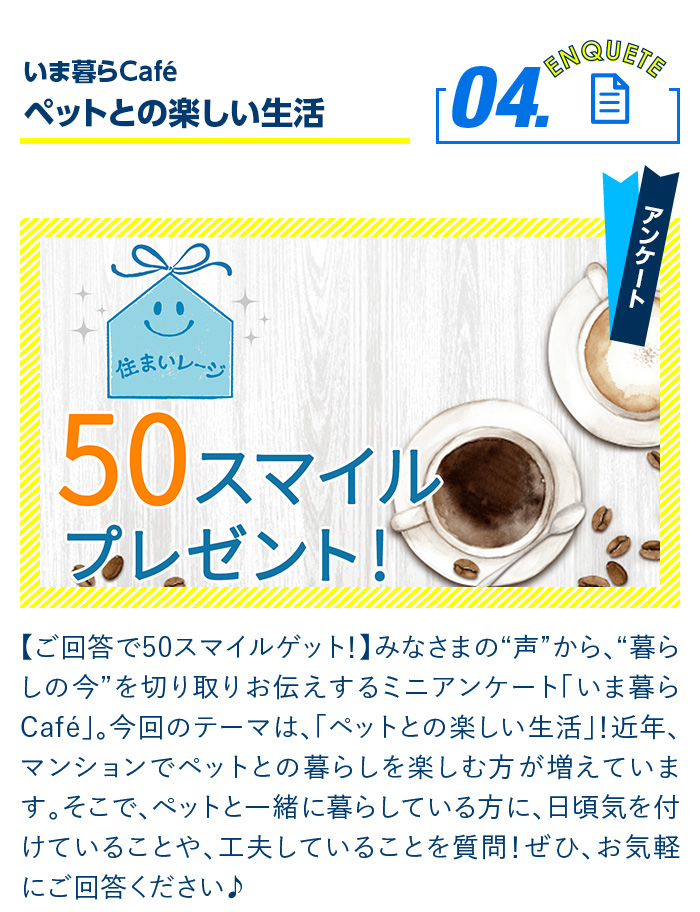 いま暮らCafé
ペットとの楽しい生活
04.
ENQUETE
アンケート
住まいレージ
50スマイル
プレゼント!
【ご回答で50スマイルゲット!】みなさまの“声”から、“暮ら
しの今”を切り取りお伝えするミニアンケート「いま暮ら
Café」。今回のテーマは、「ペットとの楽しい生活」!近年、
マンションでペットとの暮らしを楽しむ方が増えていま
す。そこで、ペットと一緒に暮らしている方に、日頃気を付
けていることや、工夫していることを質問!ぜひ、お気軽
にご回答ください♪